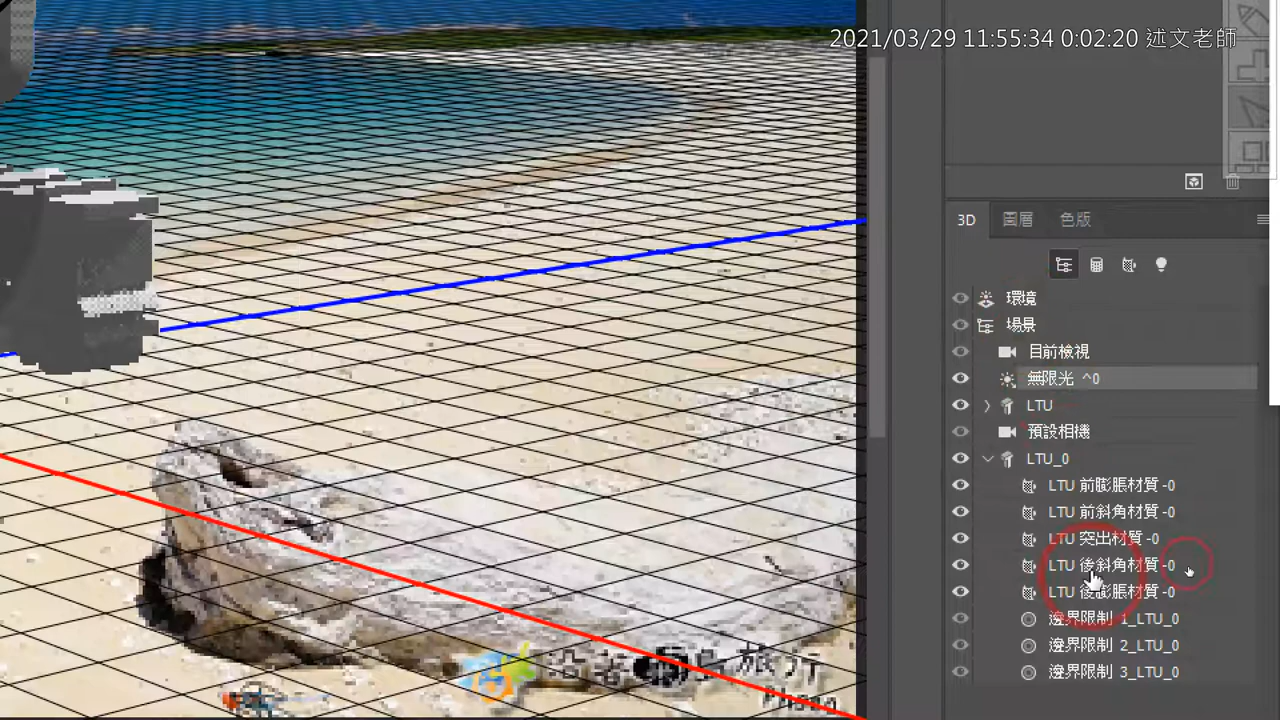 2021/03/29 11:55:34 0:02:20 述文老師
3D 圖層 色版
環境
場景
目前檢視
無限光 ^0
LTU
預設相機
LTU_0
LTU 前膨脹材質 -0
LTU 前斜角材質 -0
LTU 突出材質 -0
LTU 後斜角材質 -0
LTU 後膨脹材質 -0
邊界限制 1_LTU_0
邊界限制 2_LTU_0
邊界限制 3_LTU_0
旅行